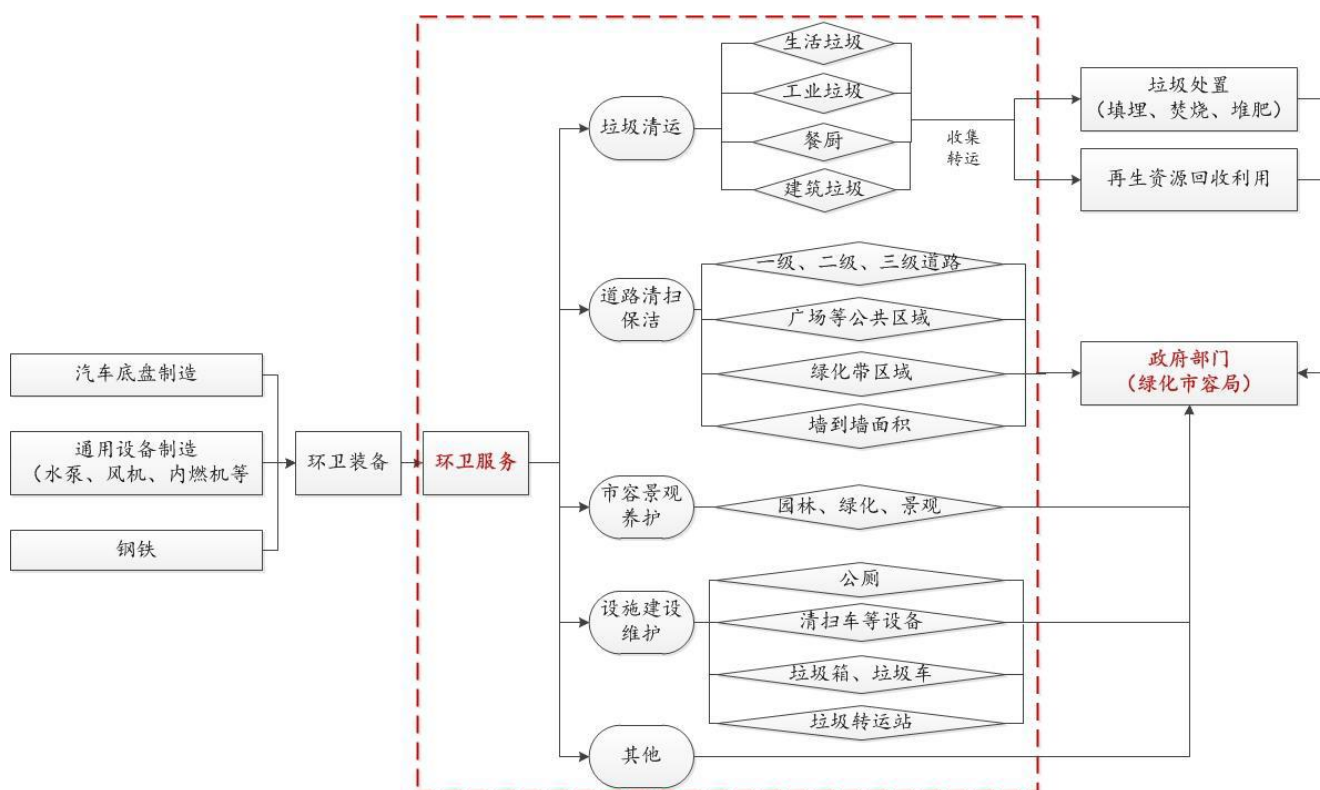 汽车底盘制造
通用设备制造
（水泵、风机、内燃机等
钢铁
环卫装备
环卫服务
垃圾清运
生活垃圾
工业垃圾
餐厨
建筑垃圾
收集
转运
垃圾处置
（填埋、焚烧、堆肥）
再生资源回收利用
道路清扫
保洁
一级、二级、三级道路
广场等公共区域
绿化带区域
墙到墙面积
政府部门
（绿化市容局）
市容景观
养护
园林、绿化、景观
设施建设
维护
公厕
清扫车等设备
垃圾箱、垃圾车
垃圾转运站
其他